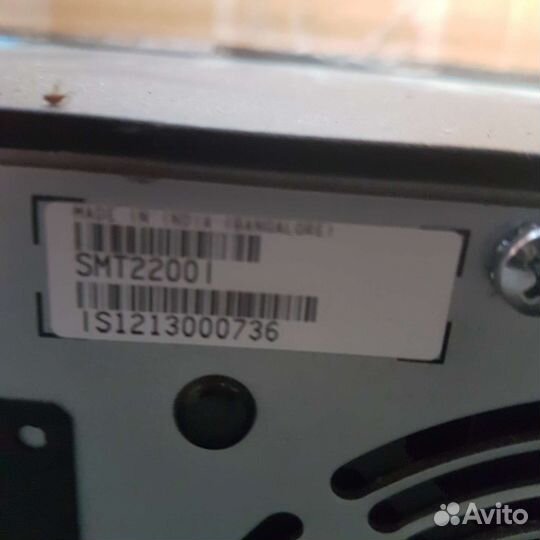 MADE IN INDIA (BANGALORE)
SMT2200I
IS1213000736
Avito